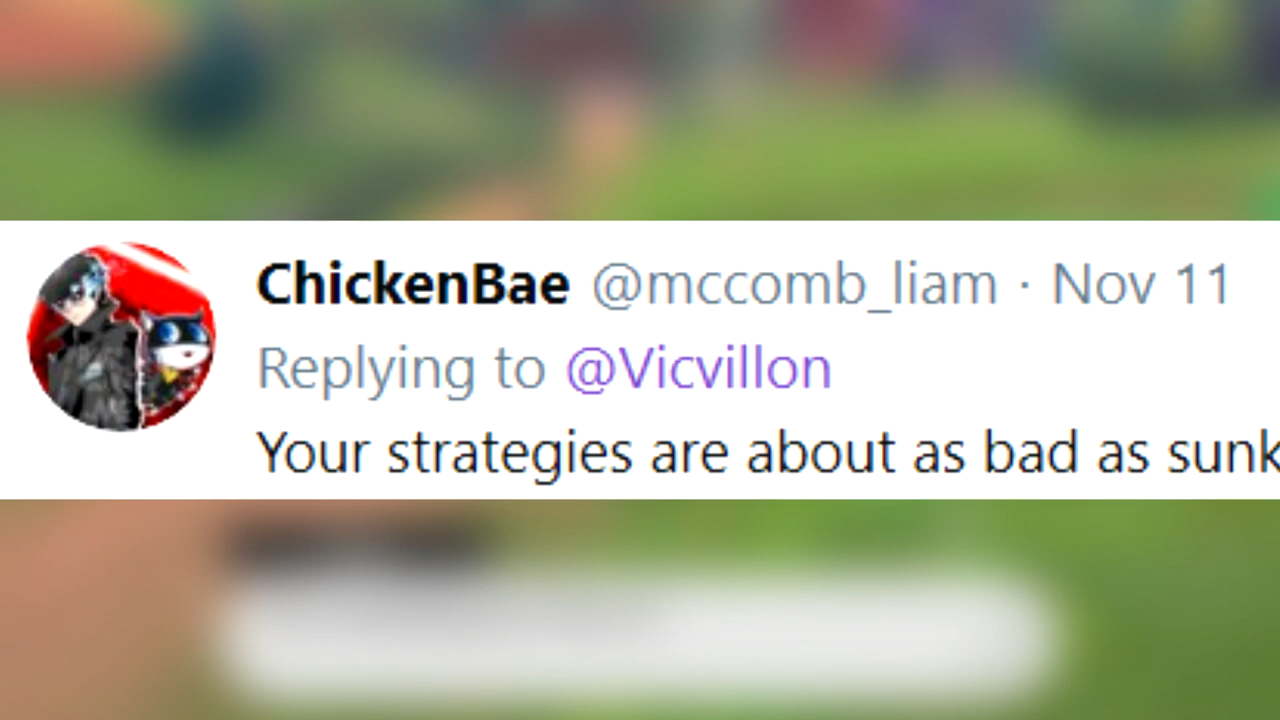 ChickenBae @mccomb_liam · Nov 11
Replying to @Vicvillon
Your strategies are about as bad as sunk